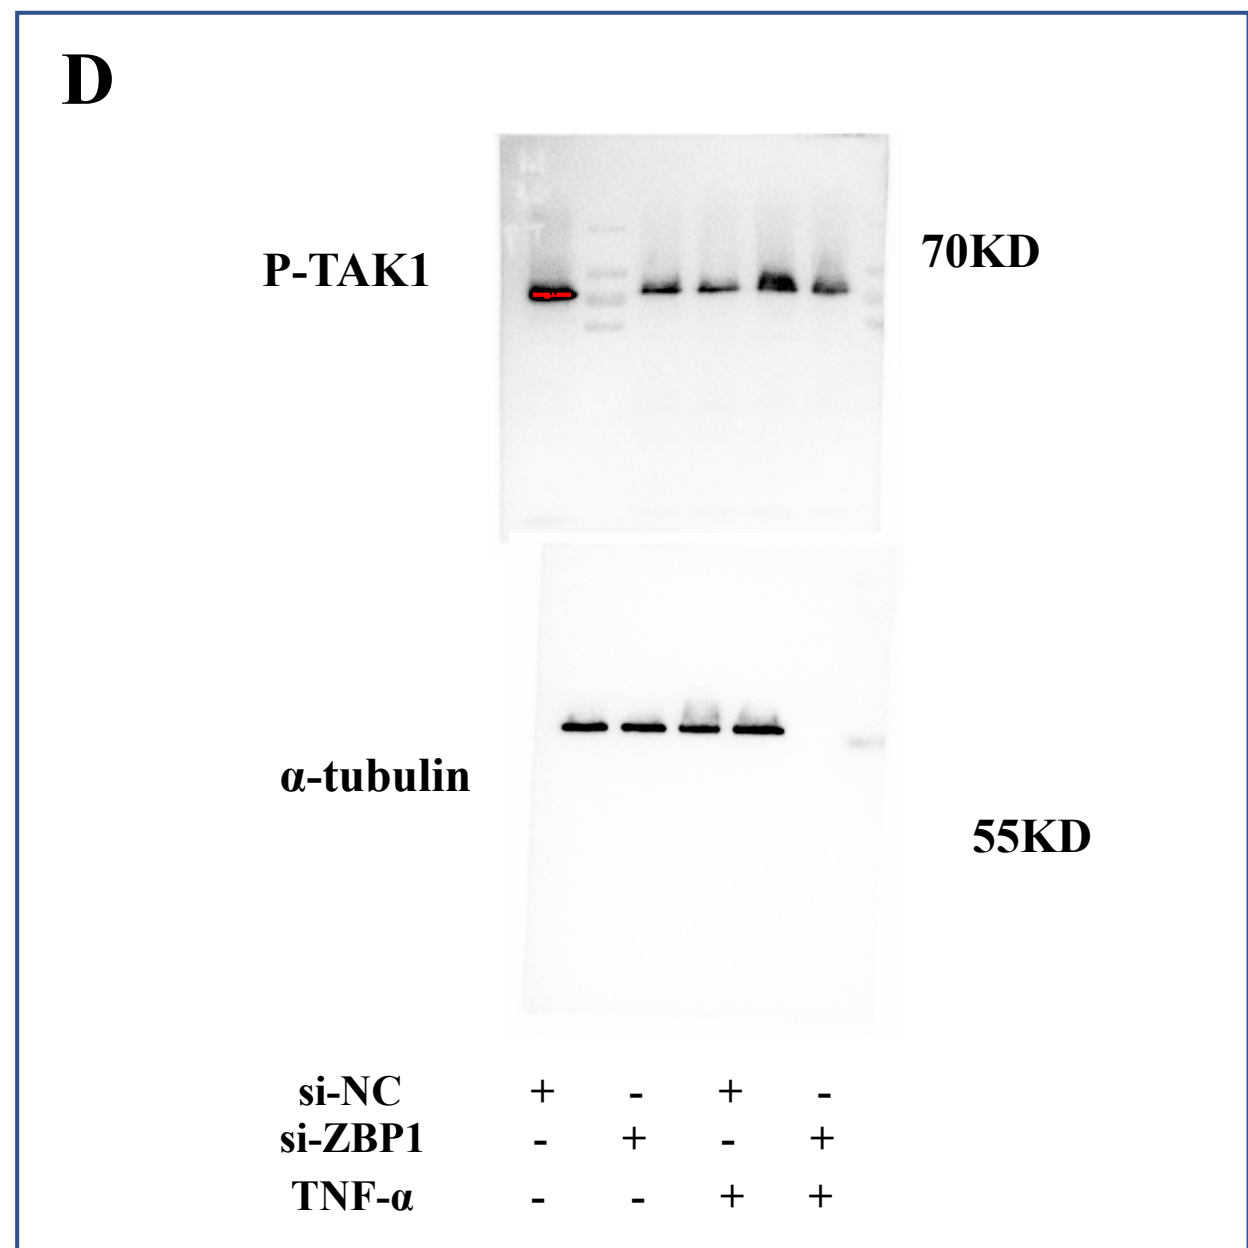 D
P-TAK1 70KD
α-tubulin
55KD
si-NC + - + -
si-ZBP1 - + - +
TNF-α - - + +